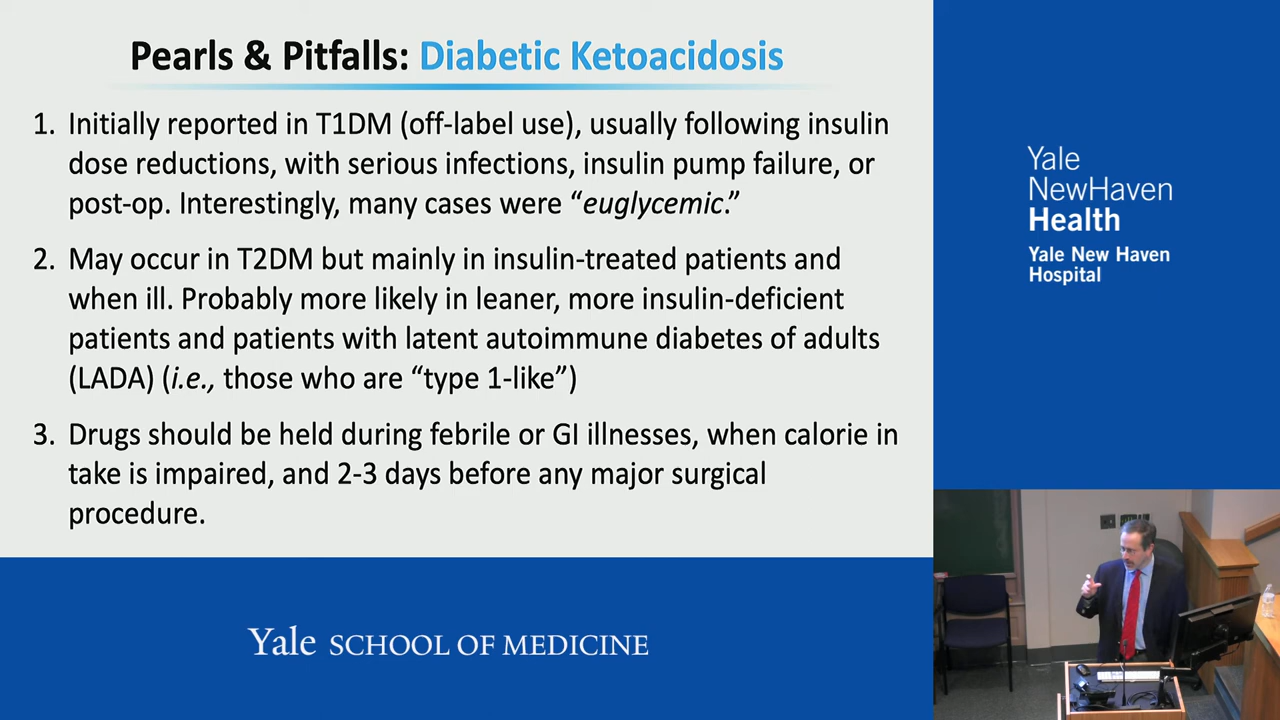 Pearls & Pitfalls: Diabetic Ketoacidosis
1. Initially reported in T1DM (off-label use), usually following insulin
dose reductions, with serious infections, insulin pump failure, or
post-op. Interestingly, many cases were “euglycemic.”
2. May occur in T2DM but mainly in insulin-treated patients and
when ill. Probably more likely in leaner, more insulin-deficient
patients and patients with latent autoimmune diabetes of adults
(LADA) (i.e., those who are “type 1-like”)
3. Drugs should be held during febrile or GI illnesses, when calorie in
take is impaired, and 2-3 days before any major surgical
procedure.
Yale
NewHaven
Health
Yale New Haven
Hospital
Yale SCHOOL OF MEDICINE